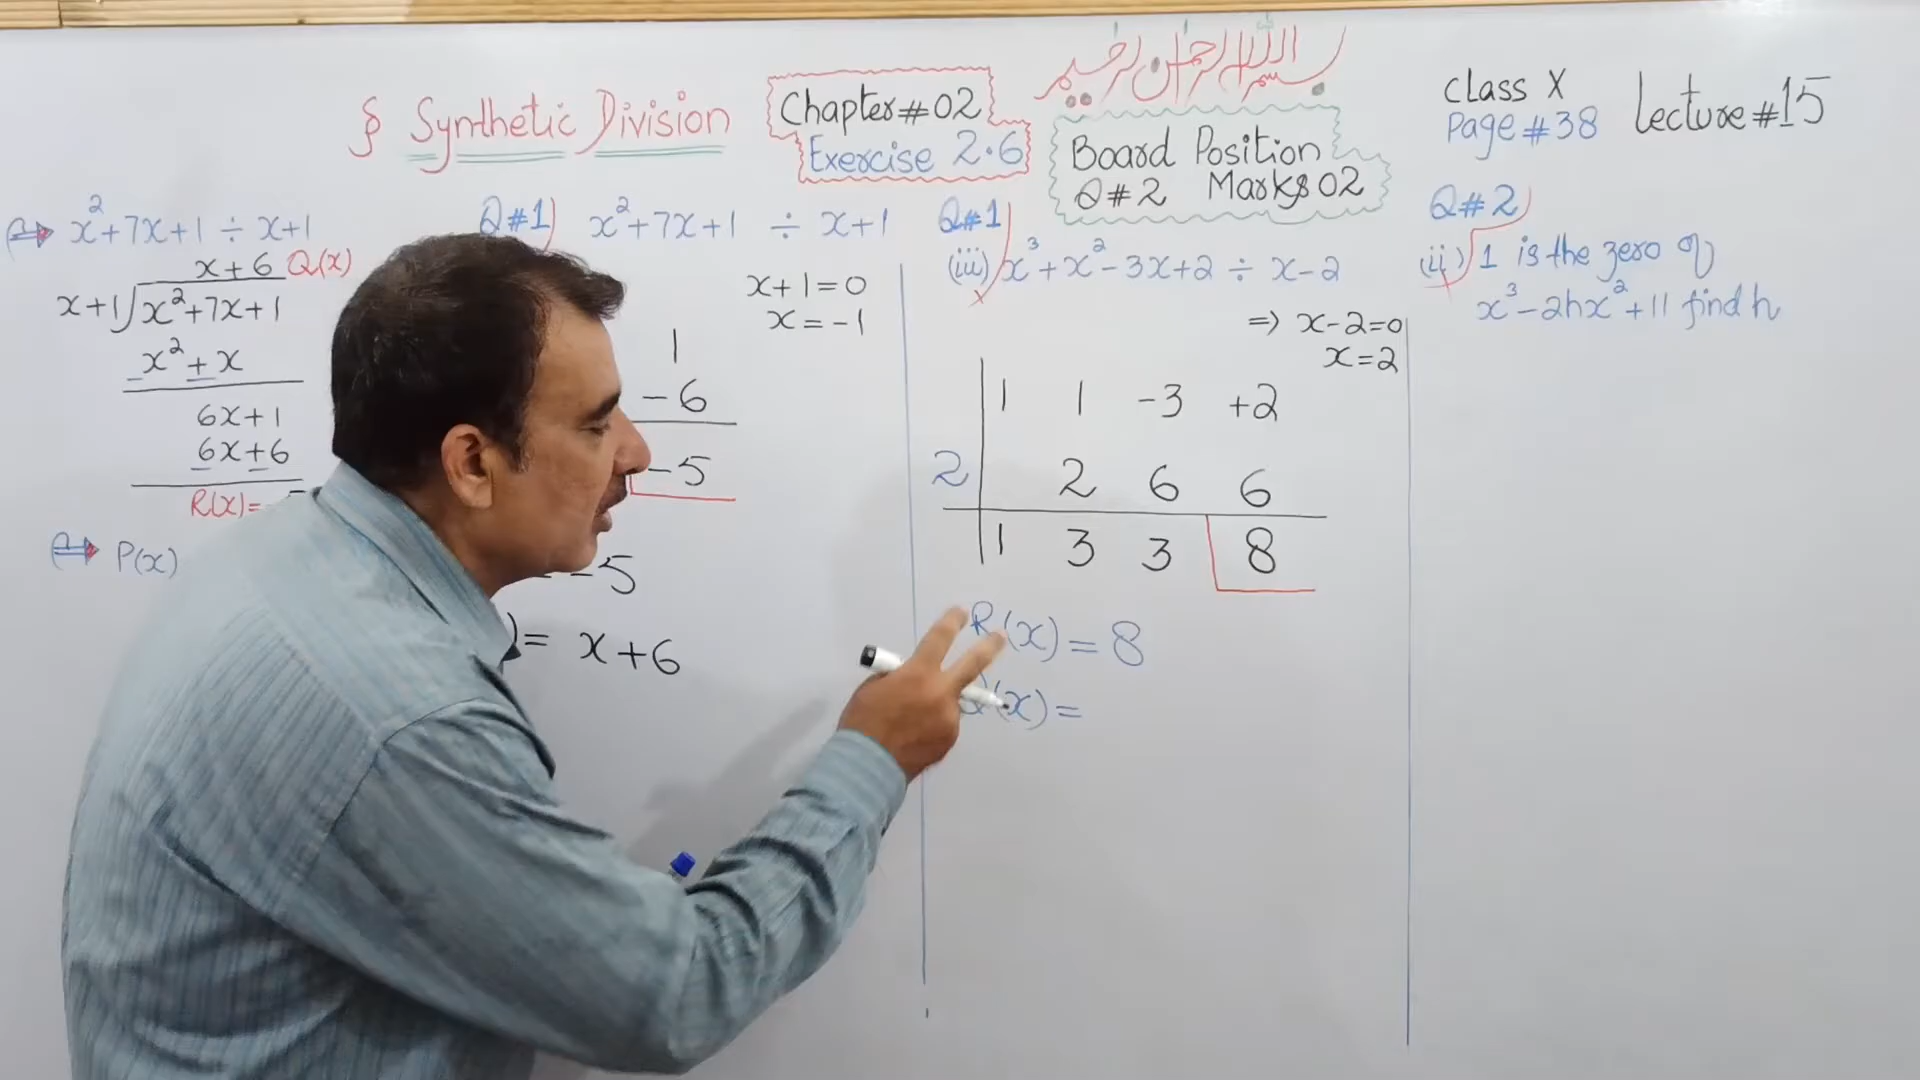 بسم اللہ الرحمٰن الرحیم
§ Synthetic Division
Chapter # 02
Exercise 2.6
Board Position
Q # 2 Marks 02
Class X
Page # 38
Lecture # 15
x²+7x+1 ÷ x+1
x+6 Q(x)
x+1) x²+7x+1
x²+x
6x+1
6x+6
R(x)=
P(x)
Q#1) x²+7x+1 ÷ x+1
x+1=0
x=-1
1
-6
-5
= -5
)= x+6
Q#1
(iii) x³+x²-3x+2 ÷ x-2
=> x-2=0
x=2
1 1 -3 +2
2 2 6 6
1 3 3 8
R(x) = 8
(x) =
Q#2
(ii) 1 is the zero of
x³-2hx²+11 find h